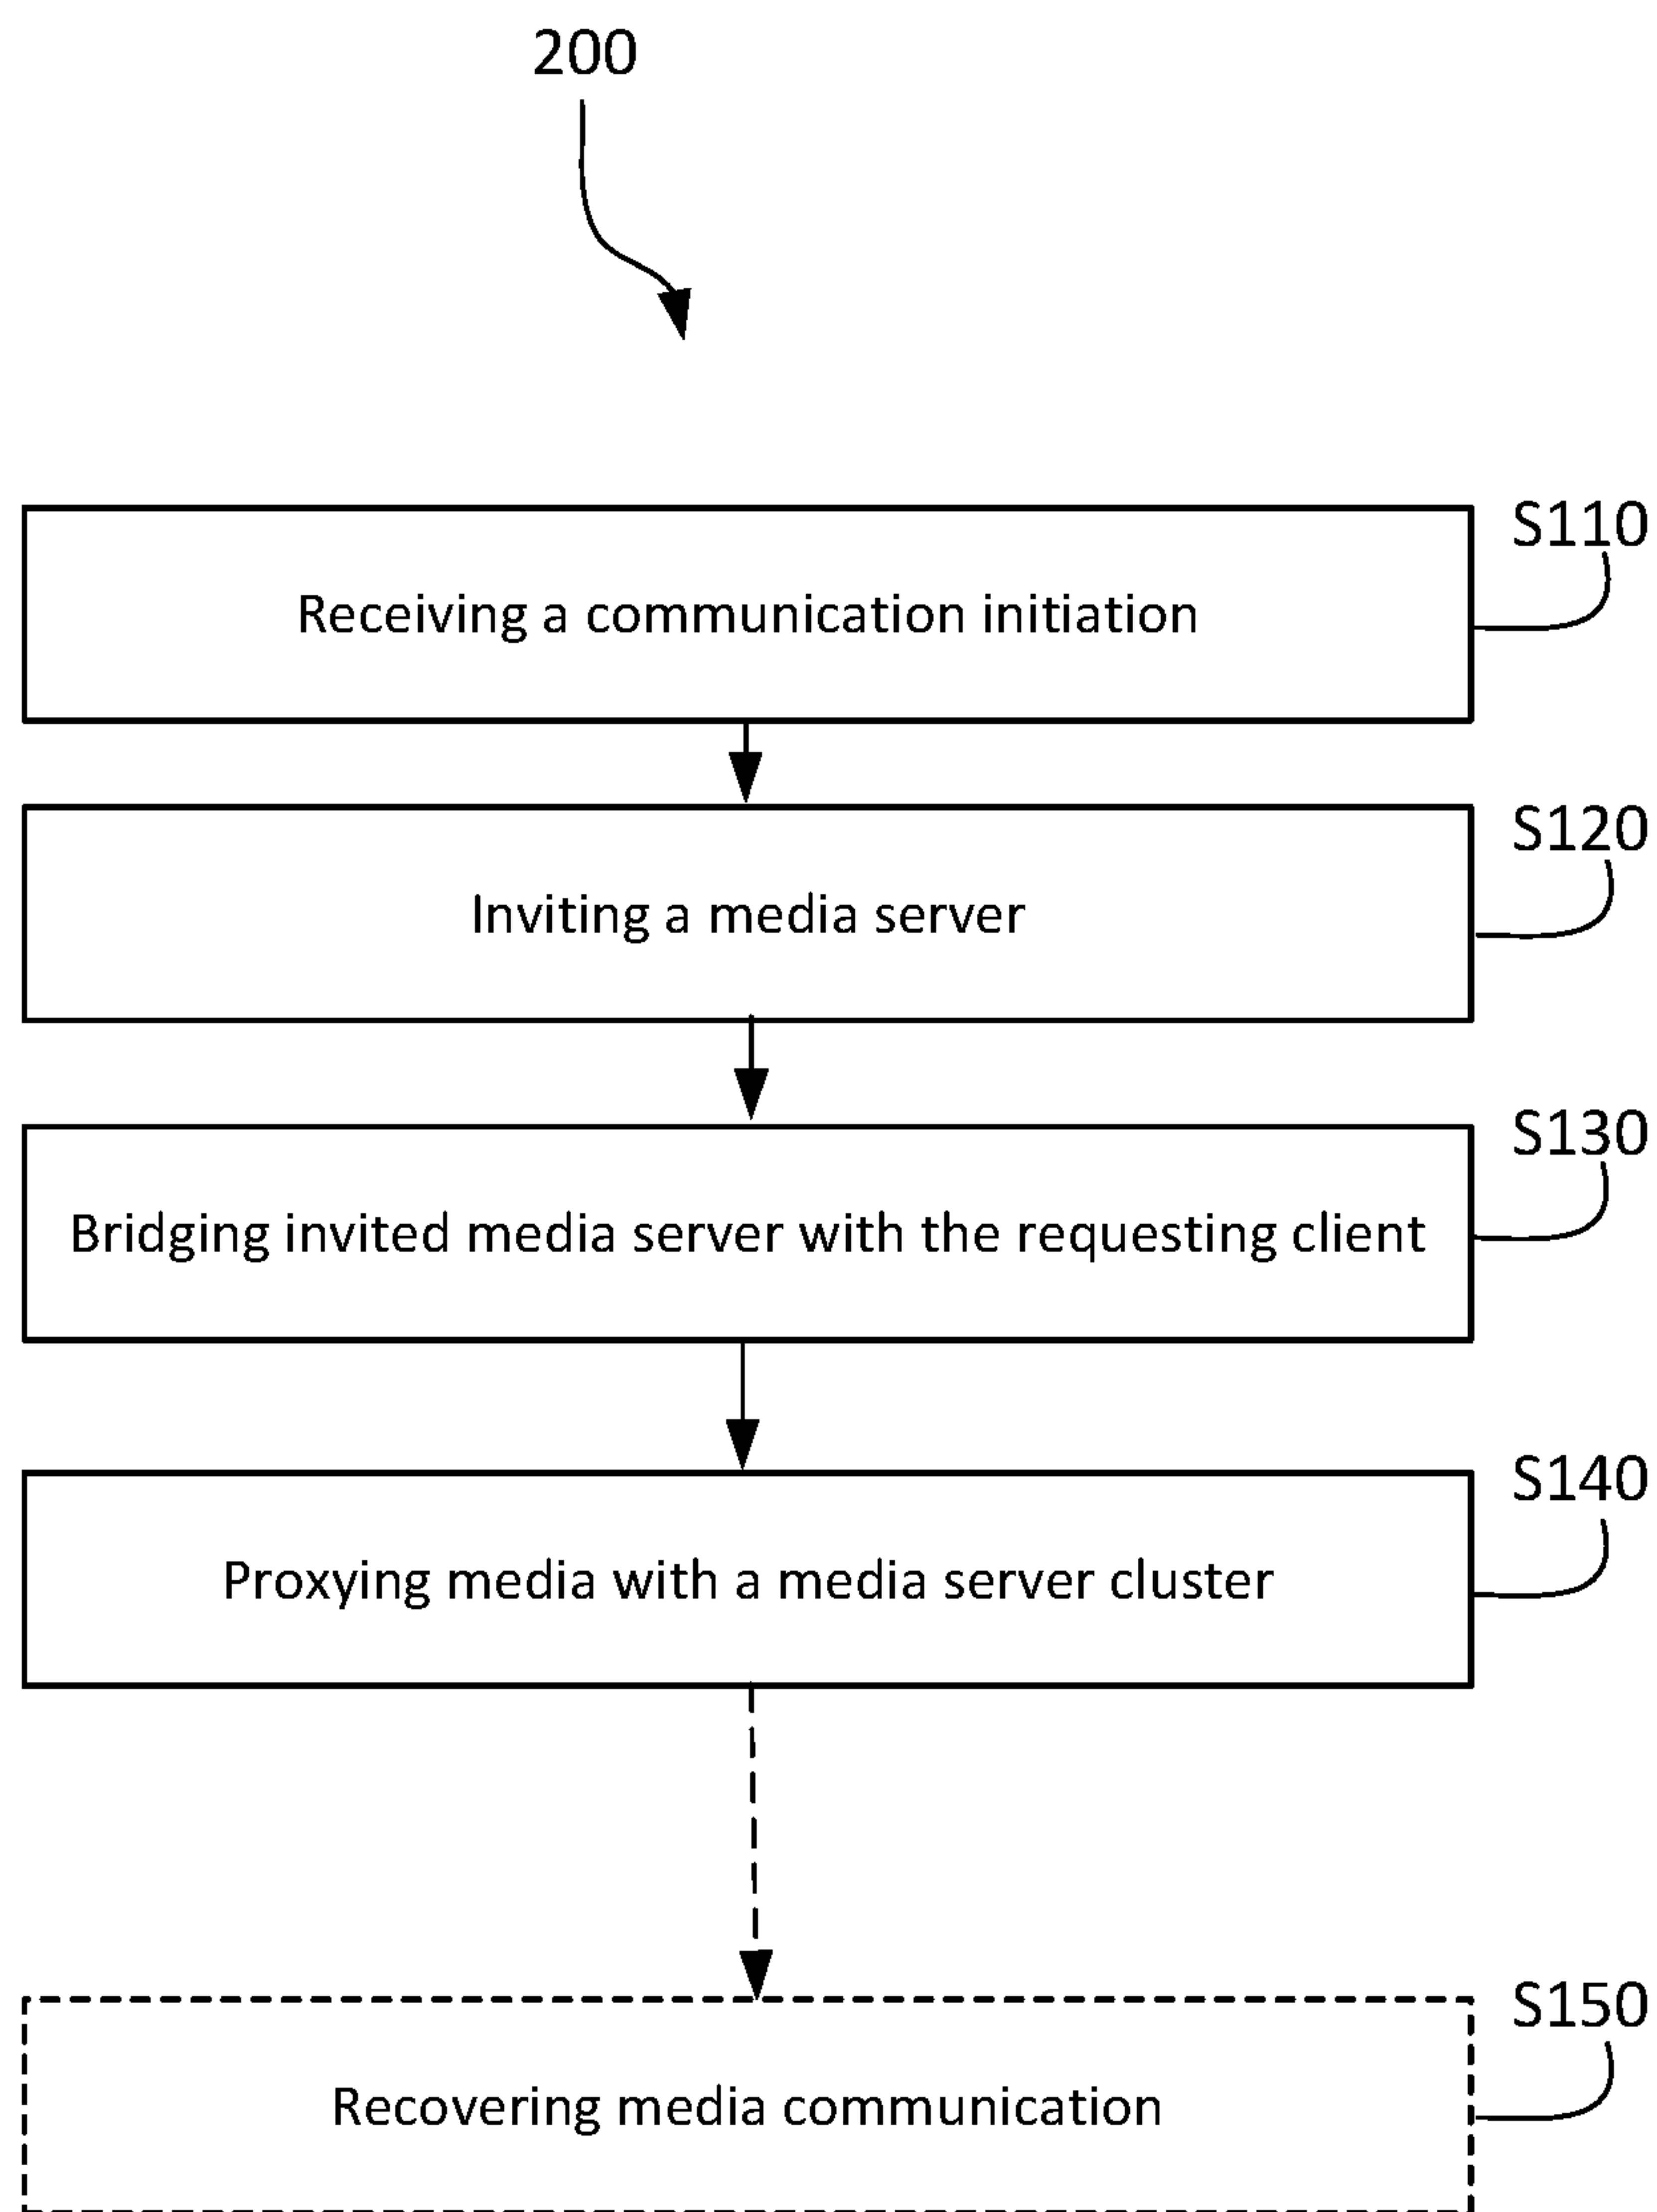 200
S110
Receiving a communication initiation
S120
Inviting a media server
S130
Bridging invited media server with the requesting client
S140
Proxying media with a media server cluster
S150
Recovering media communication